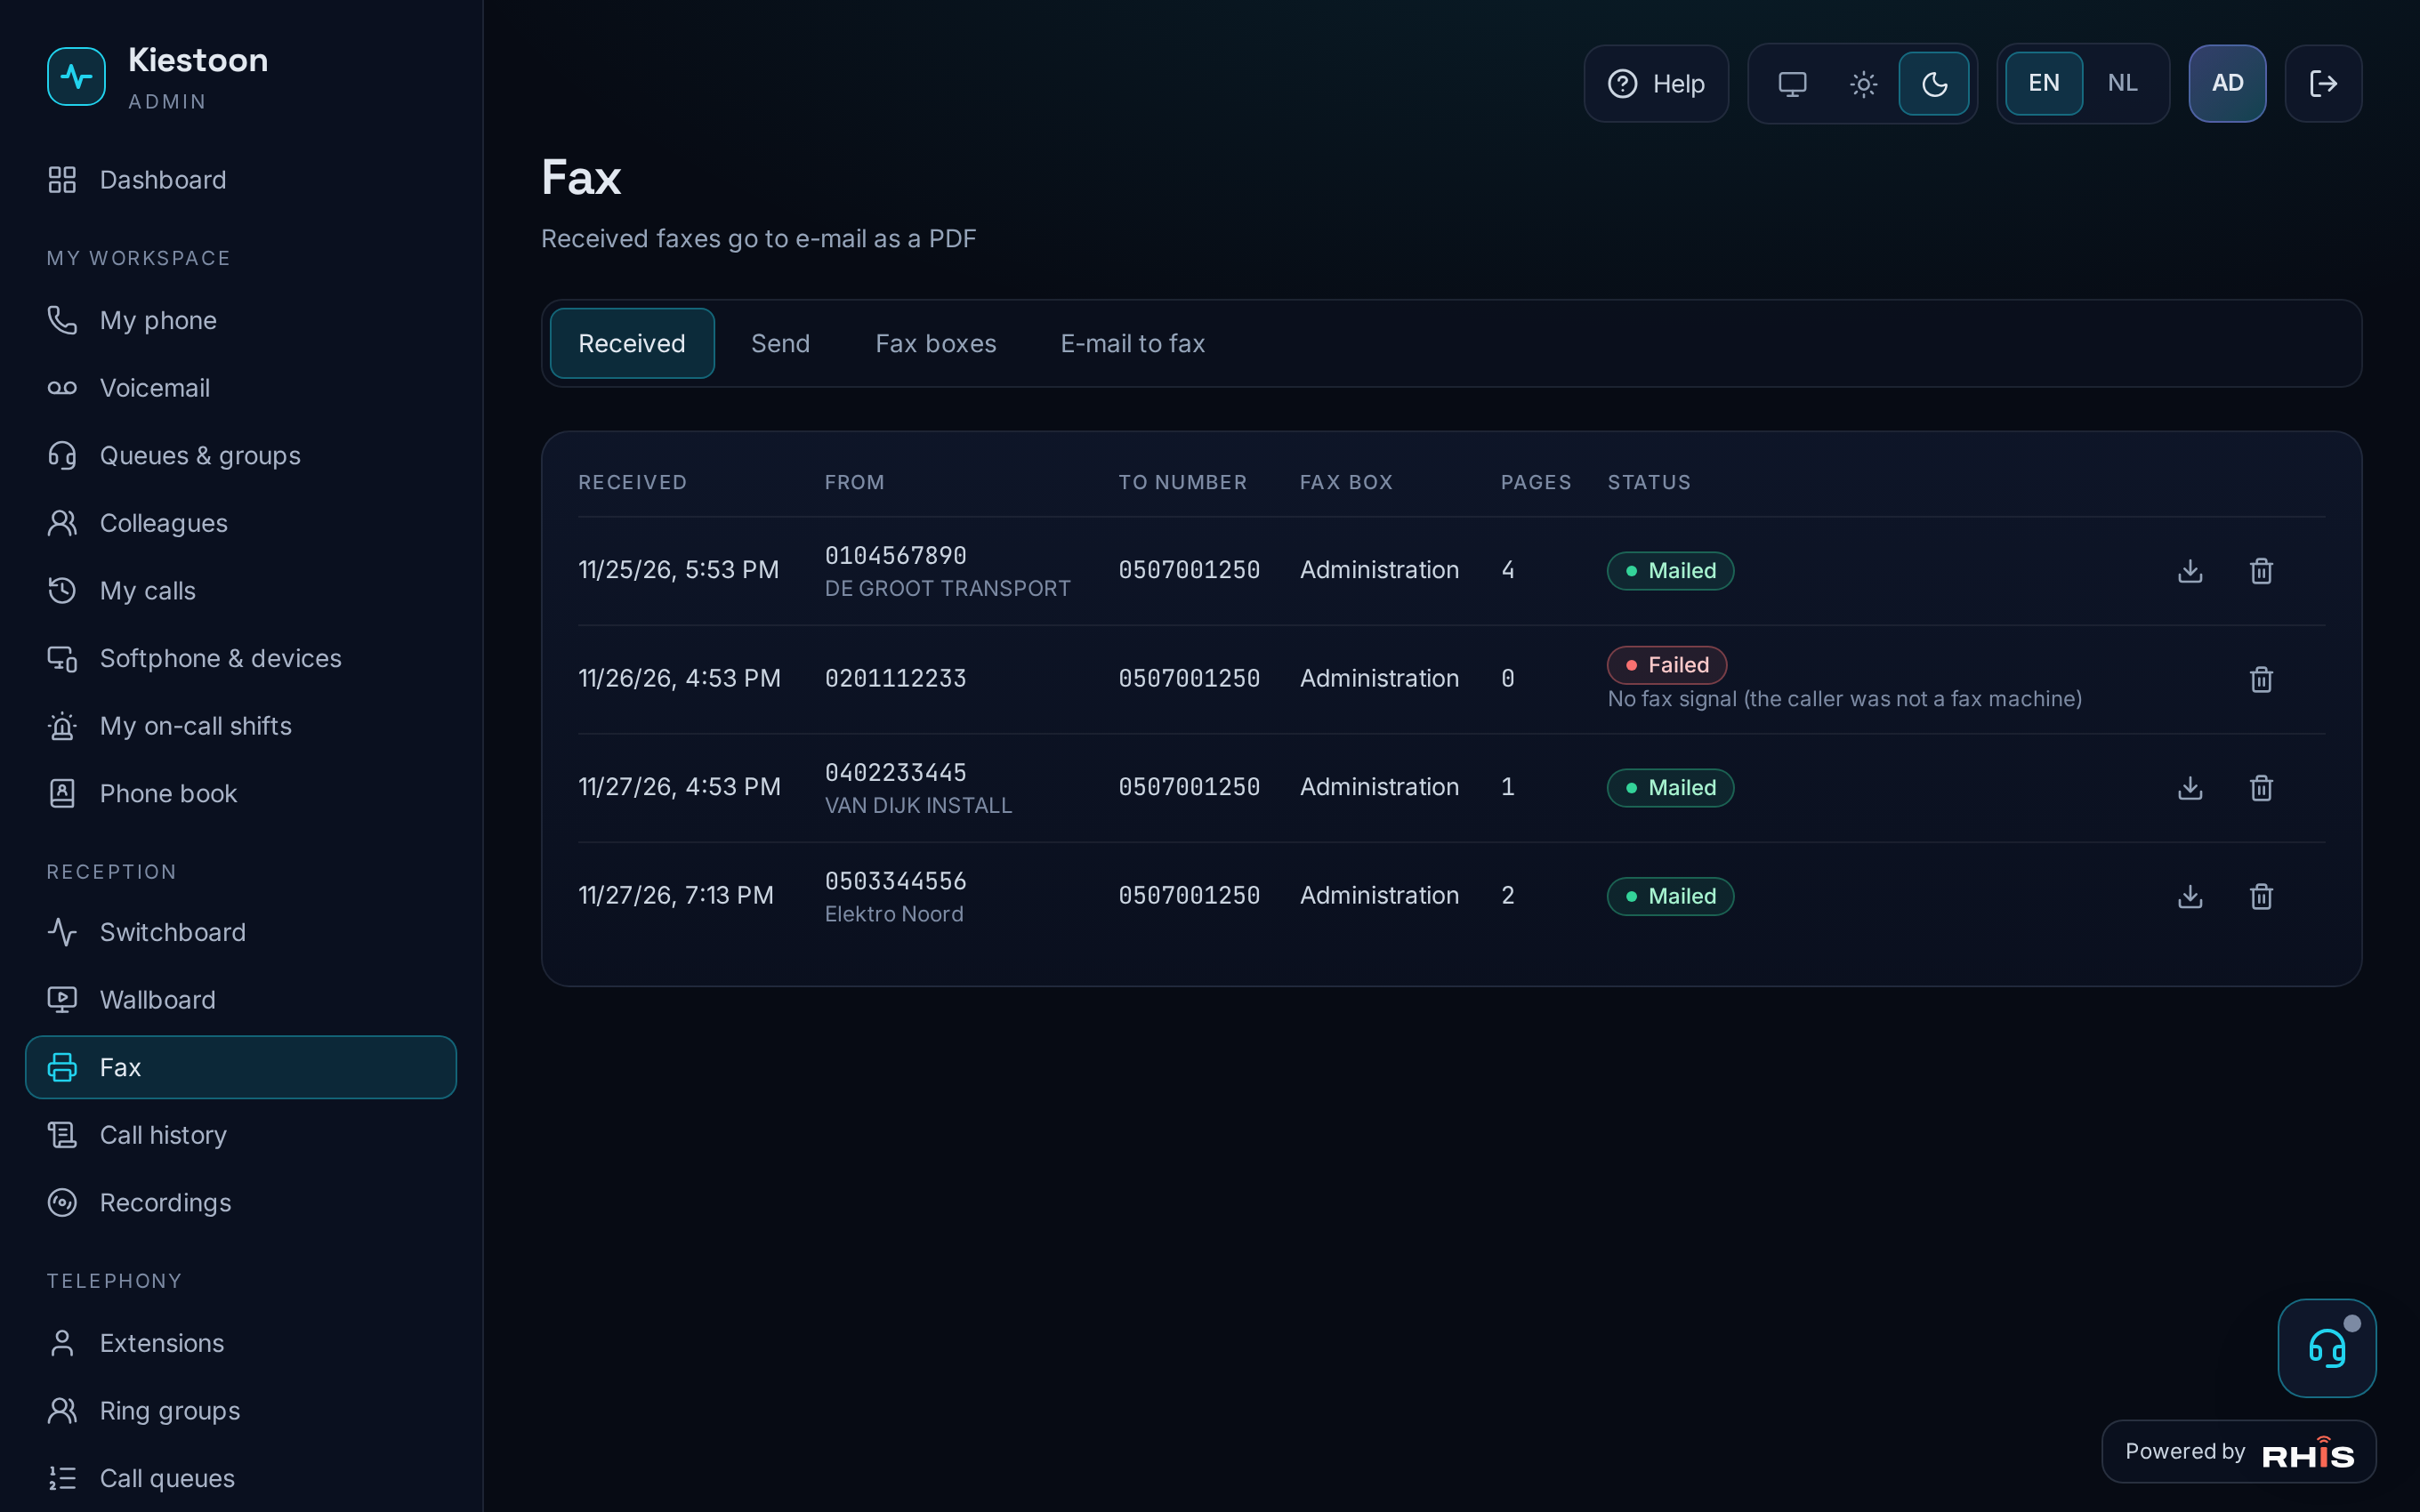 Kiestoon
ADMIN
Dashboard
MY WORKSPACE
My phone
Voicemail
Queues & groups
Colleagues
My calls
Softphone & devices
My on-call shifts
Phone book
RECEPTION
Switchboard
Wallboard
Fax
Call history
Recordings
TELEPHONY
Extensions
Ring groups
Call queues
Help
EN NL
AD
Fax
Received faxes go to e-mail as a PDF
Received Send Fax boxes E-mail to fax
RECEIVED FROM TO NUMBER FAX BOX PAGES STATUS
11/25/26, 5:53 PM 0104567890 0507001250 Administration 4 Mailed
DE GROOT TRANSPORT
11/26/26, 4:53 PM 0201112233 0507001250 Administration 0 Failed
No fax signal (the caller was not a fax machine)
11/27/26, 4:53 PM 0402233445 0507001250 Administration 1 Mailed
VAN DIJK INSTALL
11/27/26, 7:13 PM 0503344556 0507001250 Administration 2 Mailed
Elektro Noord
Powered by RHIS